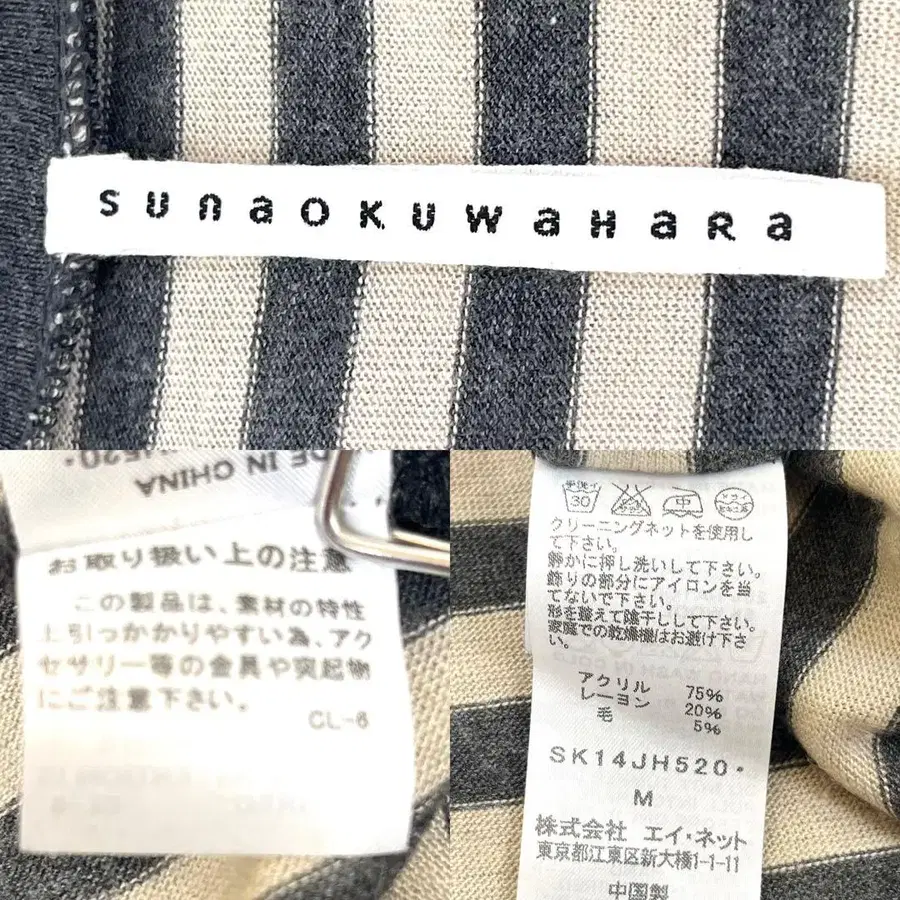 sunaoKuwaHaRa
H520・
MADE IN CHINA
お取り扱い上の注意
この製品は、素材の特性
上引っかかりやすい為、アク
セサリー等の金具や突起物
にご注意下さい。
CL-6
手洗イ
30
中
クリーニングネットを使用し
て下さい。
静かに押し洗いして下さい。
飾りの部分にアイロンを当
てないで下さい。
形を整えて陰干しして下さい。
家庭での乾燥機はお避け下さ
い。
アクリル 75%
レーヨン 20%
毛 5%
SK14JH520・
M
株式会社 エイ・ネット
東京都江東区新大橋1-1-11
中国製